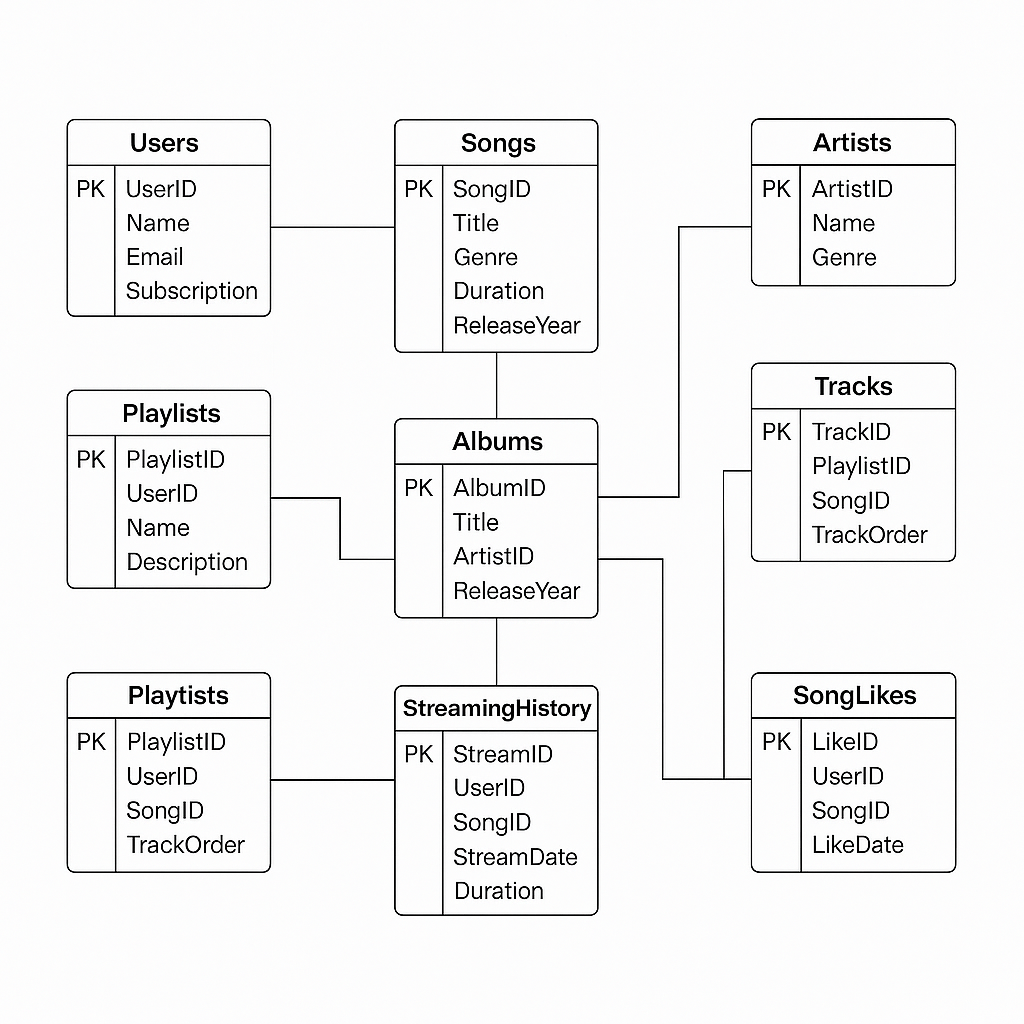 Users
PK UserID
Name
Email
Subscription
Songs
PK SongID
Title
Genre
Duration
ReleaseYear
Artists
PK ArtistID
Name
Genre
Playlists
PK PlaylistID
UserID
Name
Description
Albums
PK AlbumID
Title
ArtistID
ReleaseYear
Tracks
PK TrackID
PlaylistID
SongID
TrackOrder
Playtists
PK PlaylistID
UserID
SongID
TrackOrder
StreamingHistory
PK StreamID
UserID
SongID
StreamDate
Duration
SongLikes
PK LikeID
UserID
SongID
LikeDate